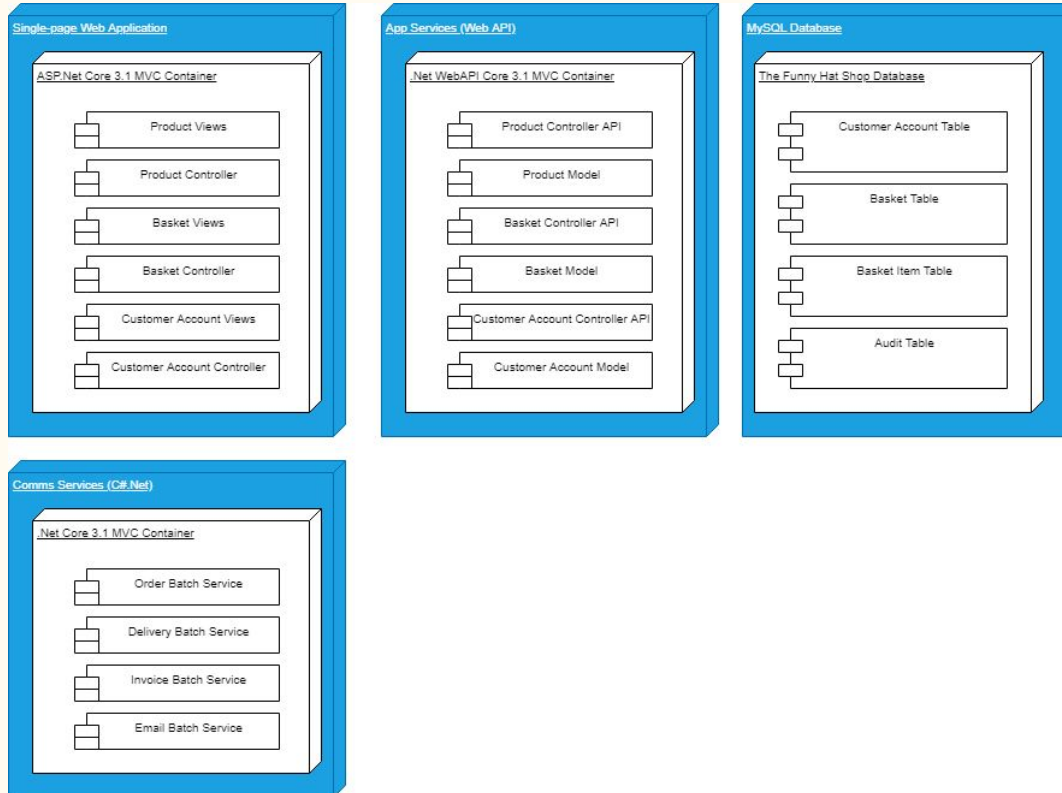 Single-page Web Application
ASP.Net Core 3.1 MVC Container
Product Views
Product Controller
Basket Views
Basket Controller
Customer Account Views
Customer Account Controller
App Services (Web API)
.Net WebAPI Core 3.1 MVC Container
Product Controller API
Product Model
Basket Controller API
Basket Model
Customer Account Controller API
Customer Account Model
MySQL Database
The Funny Hat Shop Database
Customer Account Table
Basket Table
Basket Item Table
Audit Table
Comms Services (C#.Net)
.Net Core 3.1 MVC Container
Order Batch Service
Delivery Batch Service
Invoice Batch Service
Email Batch Service